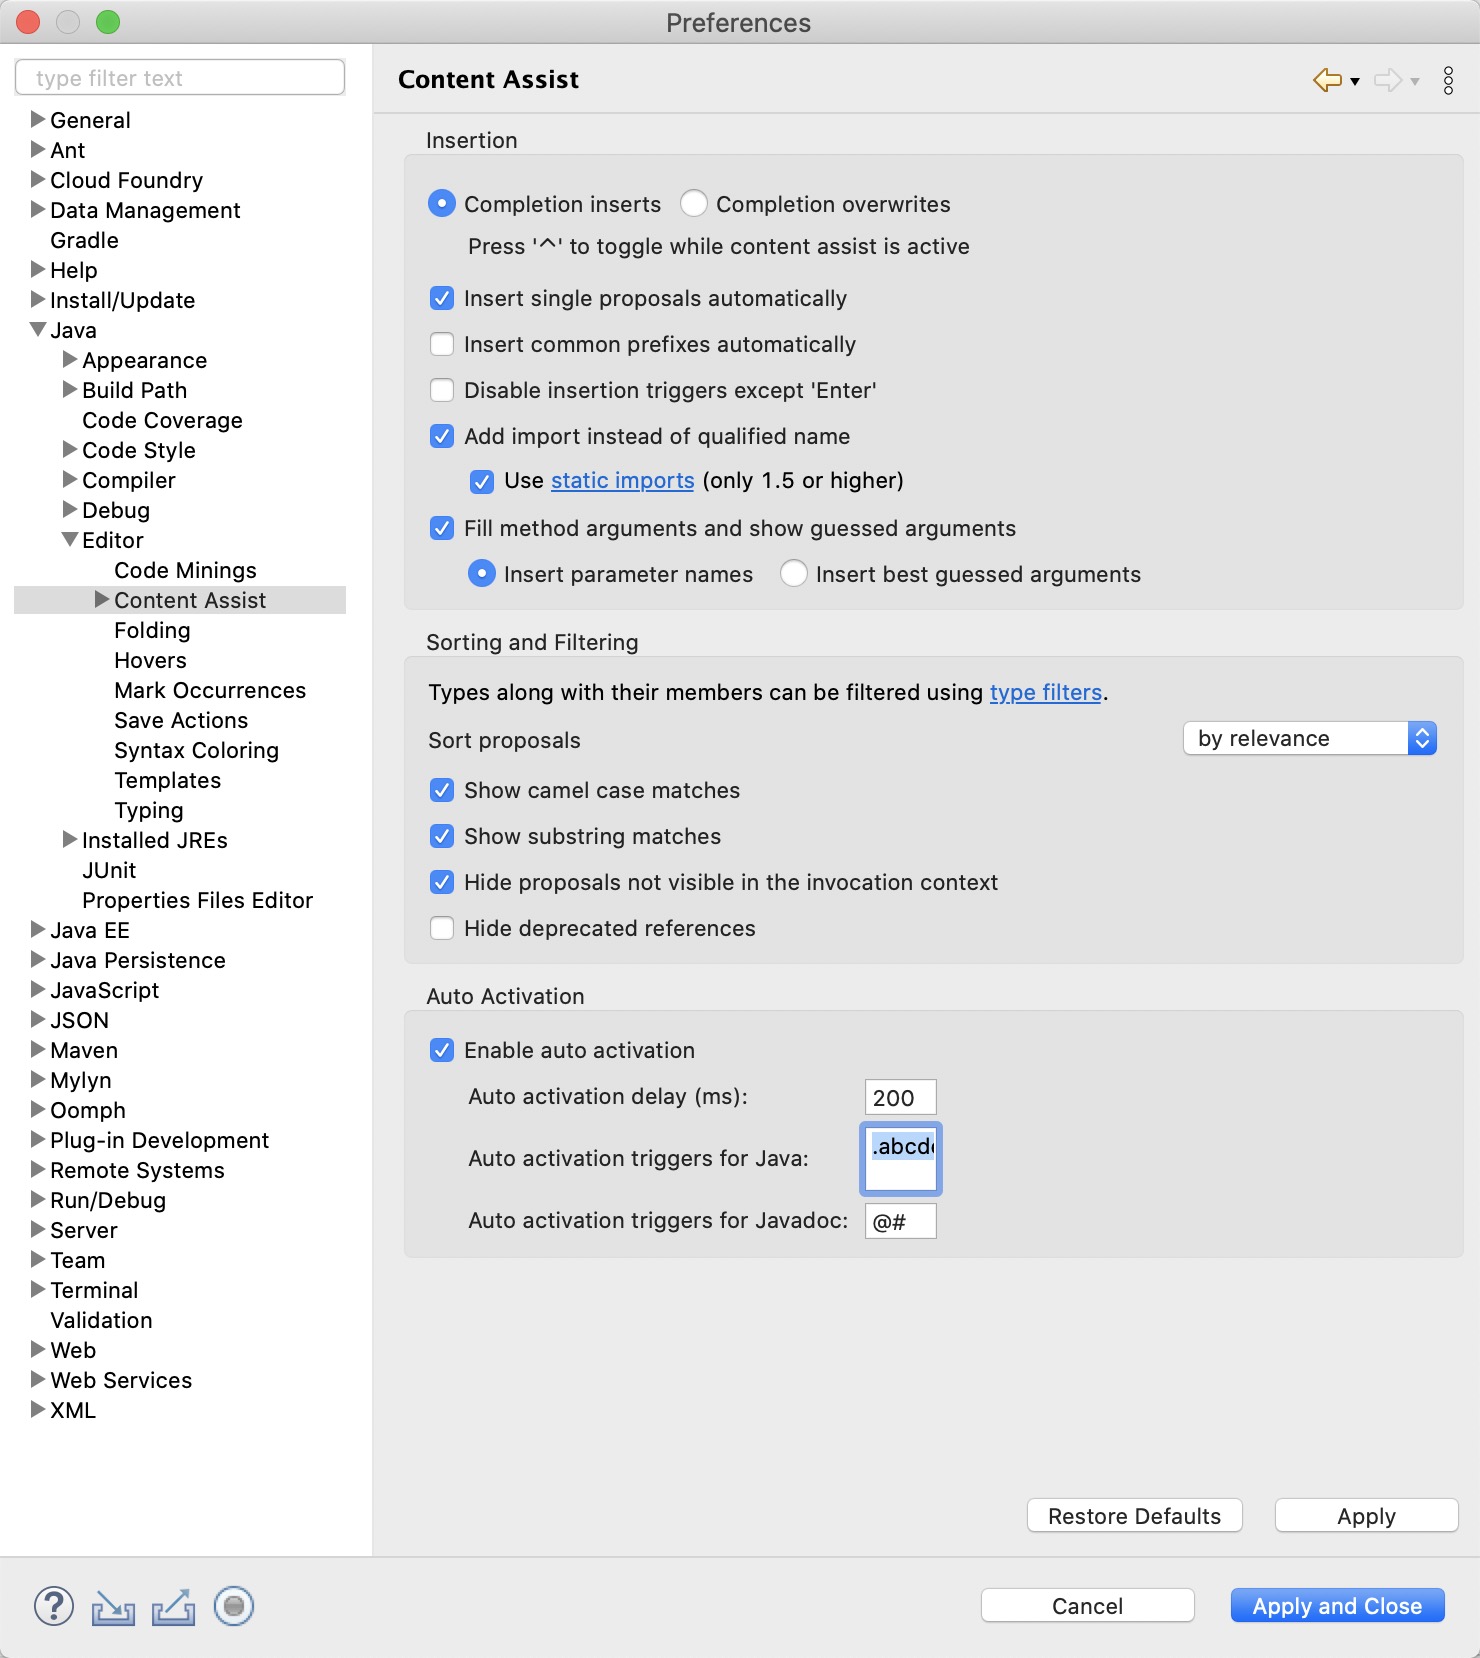 Preferences
type filter text
General
Ant
Cloud Foundry
Data Management
Gradle
Help
Install/Update
Java
Appearance
Build Path
Code Coverage
Code Style
Compiler
Debug
Editor
Code Minings
Content Assist
Folding
Hovers
Mark Occurrences
Save Actions
Syntax Coloring
Templates
Typing
Installed JREs
JUnit
Properties Files Editor
Java EE
Java Persistence
JavaScript
JSON
Maven
Mylyn
Oomph
Plug-in Development
Remote Systems
Run/Debug
Server
Team
Terminal
Validation
Web
Web Services
XML
Content Assist
Insertion
Completion inserts Completion overwrites
Press '^' to toggle while content assist is active
Insert single proposals automatically
Insert common prefixes automatically
Disable insertion triggers except 'Enter'
Add import instead of qualified name
Use static imports (only 1.5 or higher)
Fill method arguments and show guessed arguments
Insert parameter names Insert best guessed arguments
Sorting and Filtering
Types along with their members can be filtered using type filters.
Sort proposals by relevance
Show camel case matches
Show substring matches
Hide proposals not visible in the invocation context
Hide deprecated references
Auto Activation
Enable auto activation
Auto activation delay (ms): 200
Auto activation triggers for Java: .abcd
Auto activation triggers for Javadoc: @#
Restore Defaults Apply
? Cancel Apply and Close